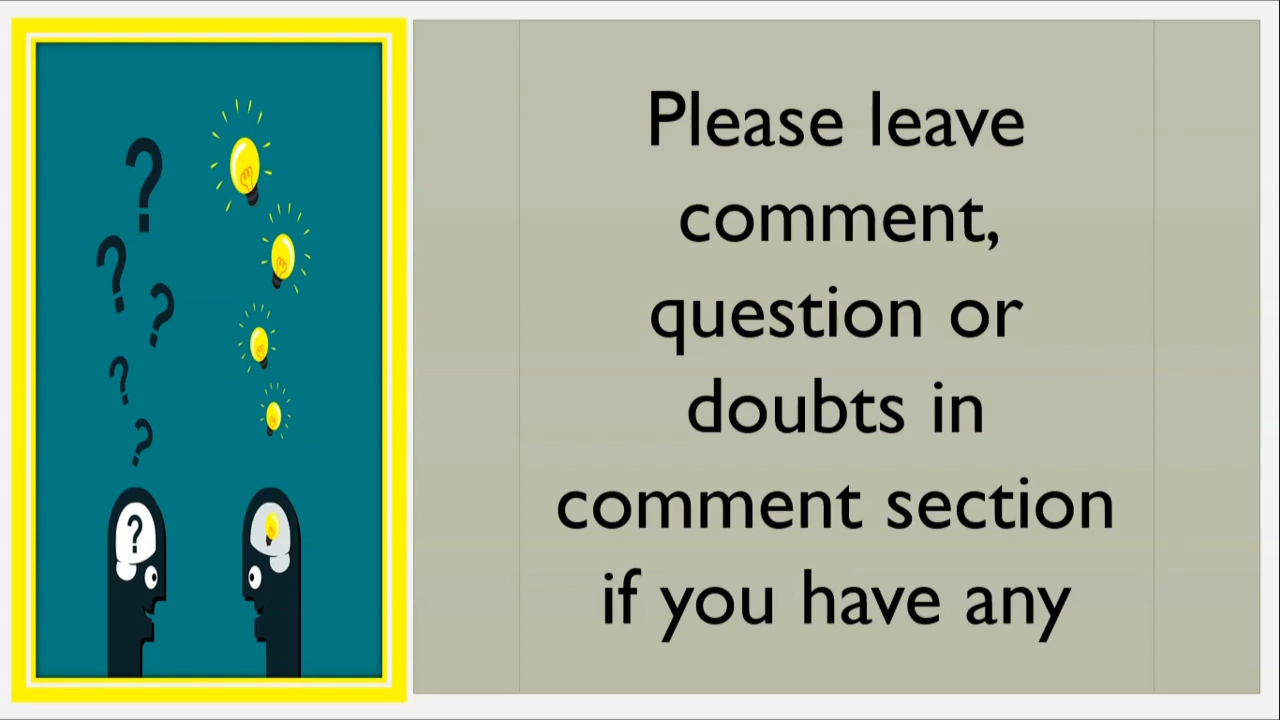 Please leave
comment,
question or
doubts in
comment section
if you have any